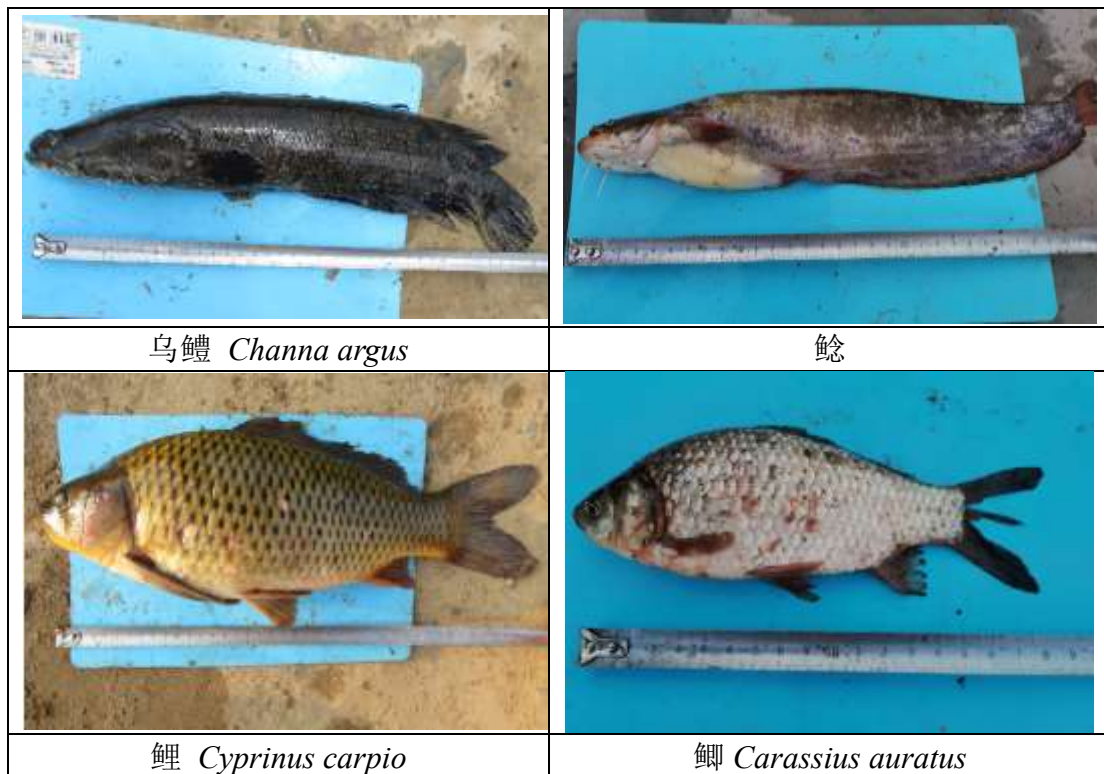 乌鳢 Channa argus
鲶
鲤 Cyprinus carpio
鲫 Carassius auratus